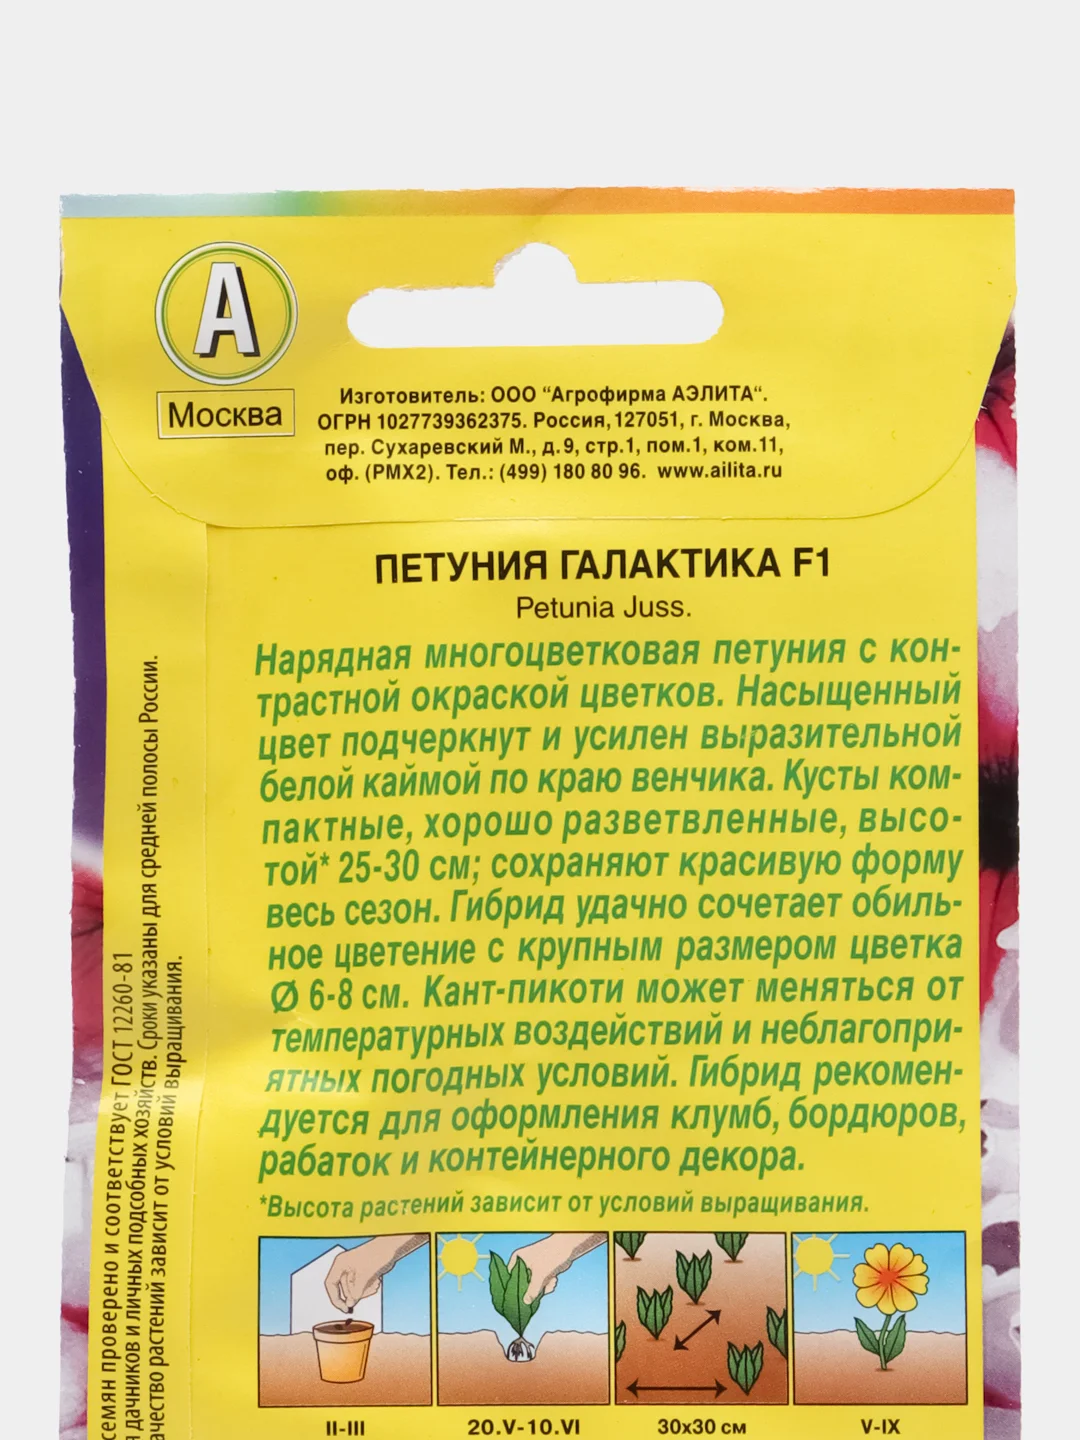 А
Москва
Изготовитель: ООО “Агрофирма АЭЛИТА“.
ОГРН 1027739362375. Россия,127051, г. Москва,
пер. Сухаревский М., д.9, стр.1, пом.1, ком.11,
оф. (РМХ2). Тел.: (499) 180 80 96. www.ailita.ru
ПЕТУНИЯ ГАЛАКТИКА F1
Petunia Juss.
Нарядная многоцветковая петуния с кон-
трастной окраской цветков. Насыщенный
цвет подчеркнут и усилен выразительной
белой каймой по краю венчика. Кусты ком-
пактные, хорошо разветвленные, высо-
той* 25-30 см; сохраняют красивую форму
весь сезон. Гибрид удачно сочетает обиль-
ное цветение с крупным размером цветка
Ø 6-8 см. Кант-пикоти может меняться от
температурных воздействий и неблагопри-
ятных погодных условий. Гибрид рекомен-
дуется для оформления клумб, бордюров,
рабаток и контейнерного декора.
*Высота растений зависит от условий выращивания.
II-III
20.V-10.VI
30х30 см
V-IX
семян проверено и соответствует ГОСТ 12260-81
дачников и личных подсобных хозяйств. Сроки указаны для средней полосы России.
растений зависит от условий выращивания.